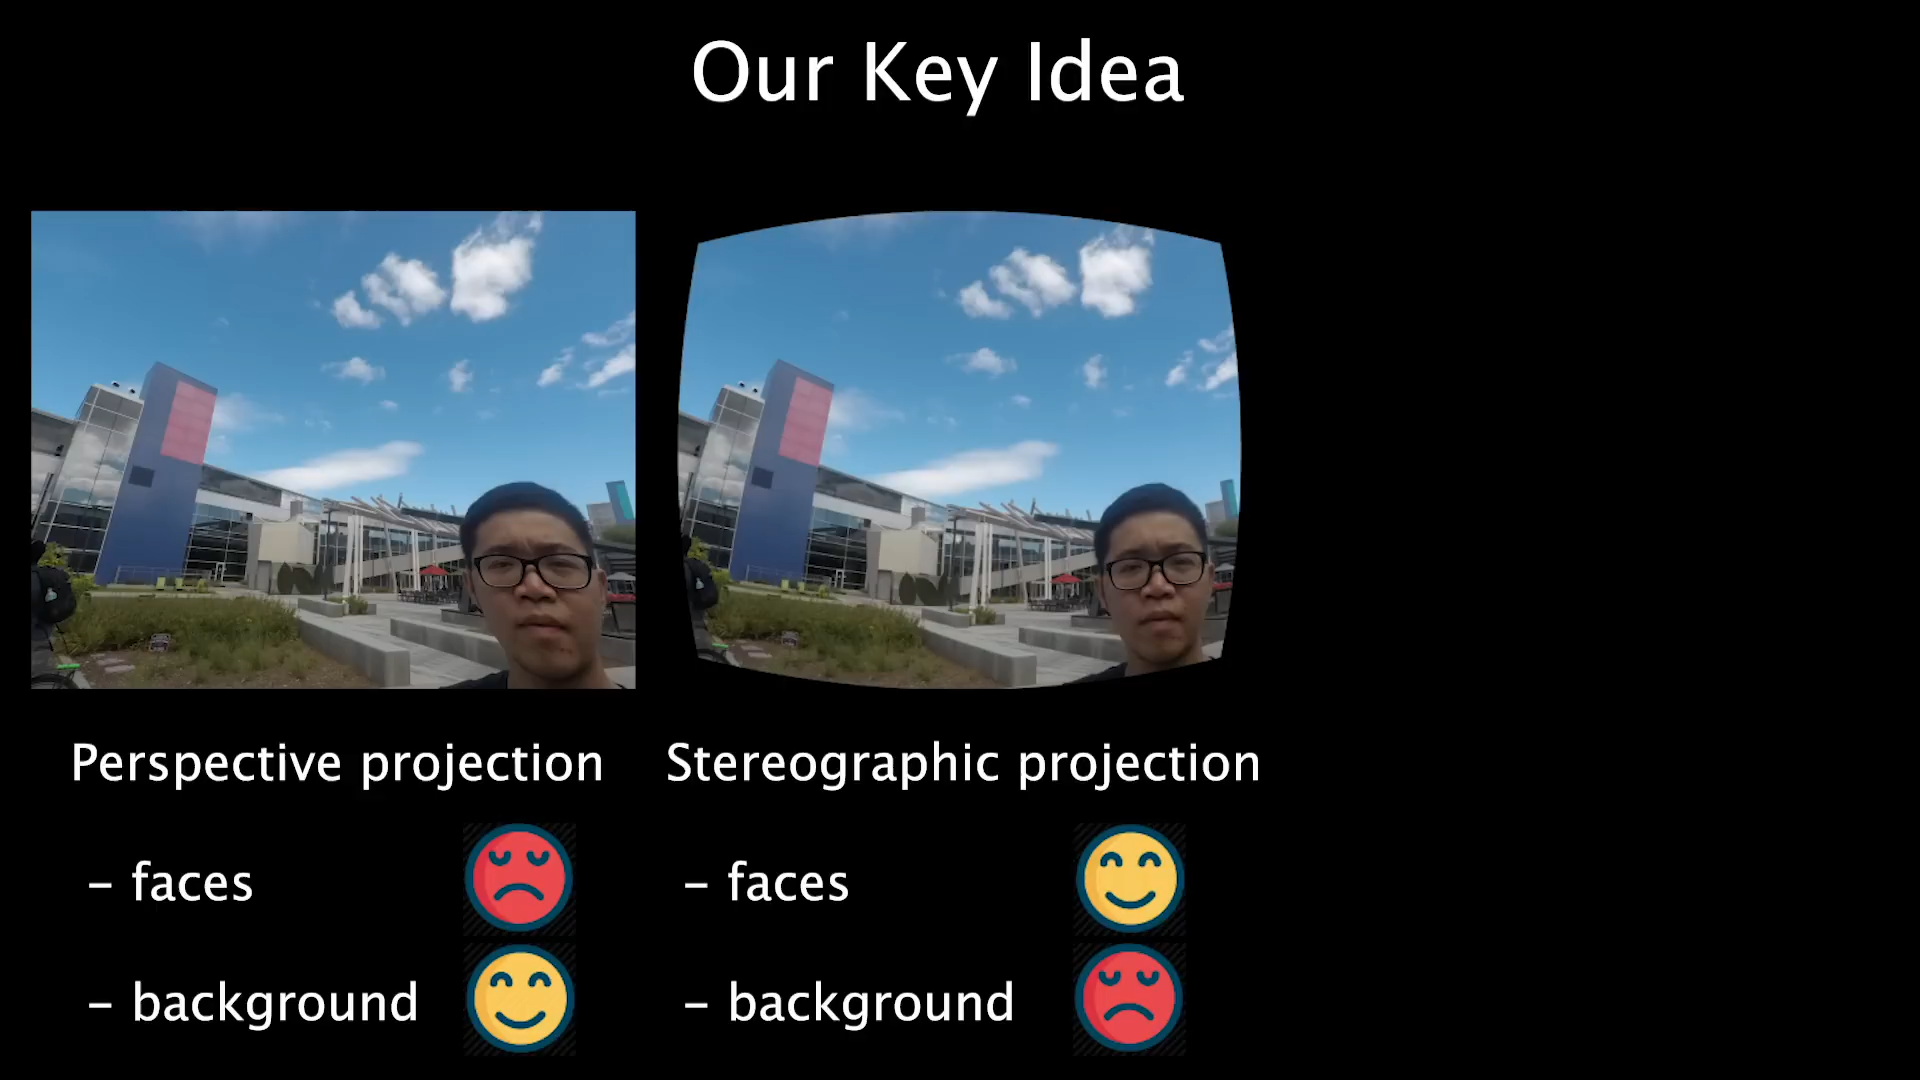 Our Key Idea
Perspective projection
– faces
– background
Stereographic projection
– faces
– background